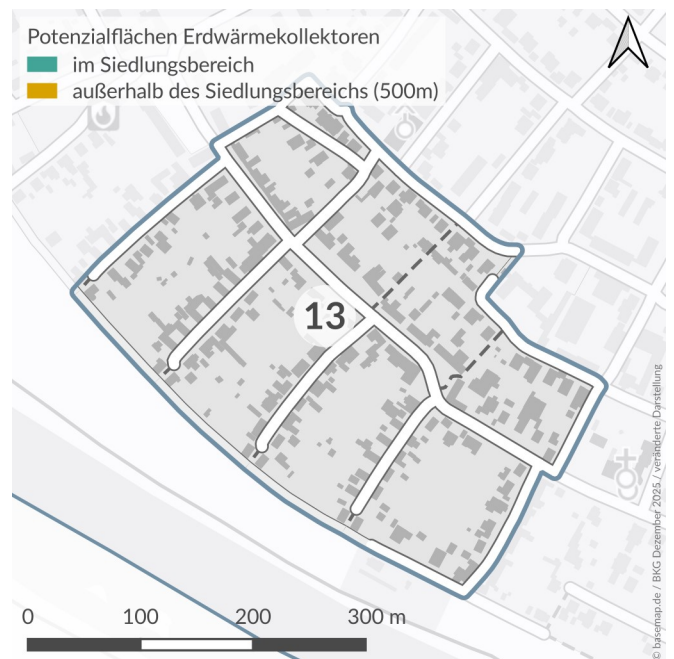 Potenzialflächen Erdwärmekollektoren
im Siedlungsbereich
außerhalb des Siedlungsbereichs (500m)
13
0 100 200 300 m
© basemap.de / BKG Dezember 2025 / veränderte Darstellung